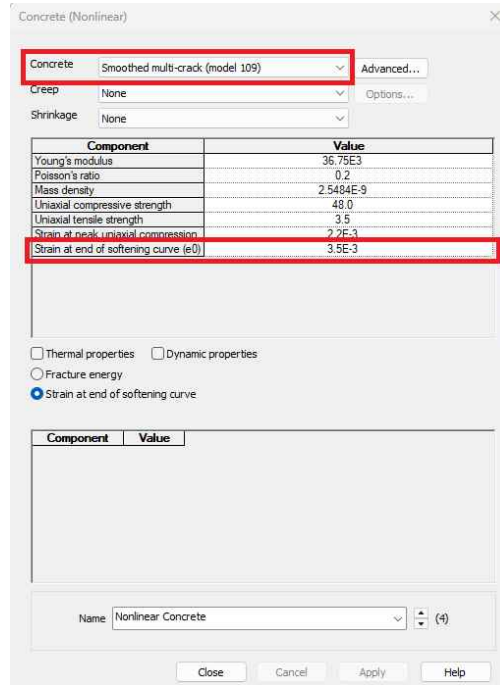 Concrete (Nonlinear)
Concrete Smoothed multi-crack (model 109) Advanced...
Creep None Options...
Shrinkage None
Component Value
Young's modulus 36.75E3
Poisson's ratio 0.2
Mass density 2.5484E-9
Uniaxial compressive strength 48.0
Uniaxial tensile strength 3.5
Strain at peak uniaxial compression 2.2E-3
Strain at end of softening curve (e0) 3.5E-3
Thermal properties Dynamic properties
Fracture energy
Strain at end of softening curve
Component Value
Name Nonlinear Concrete (4)
Close Cancel Apply Help